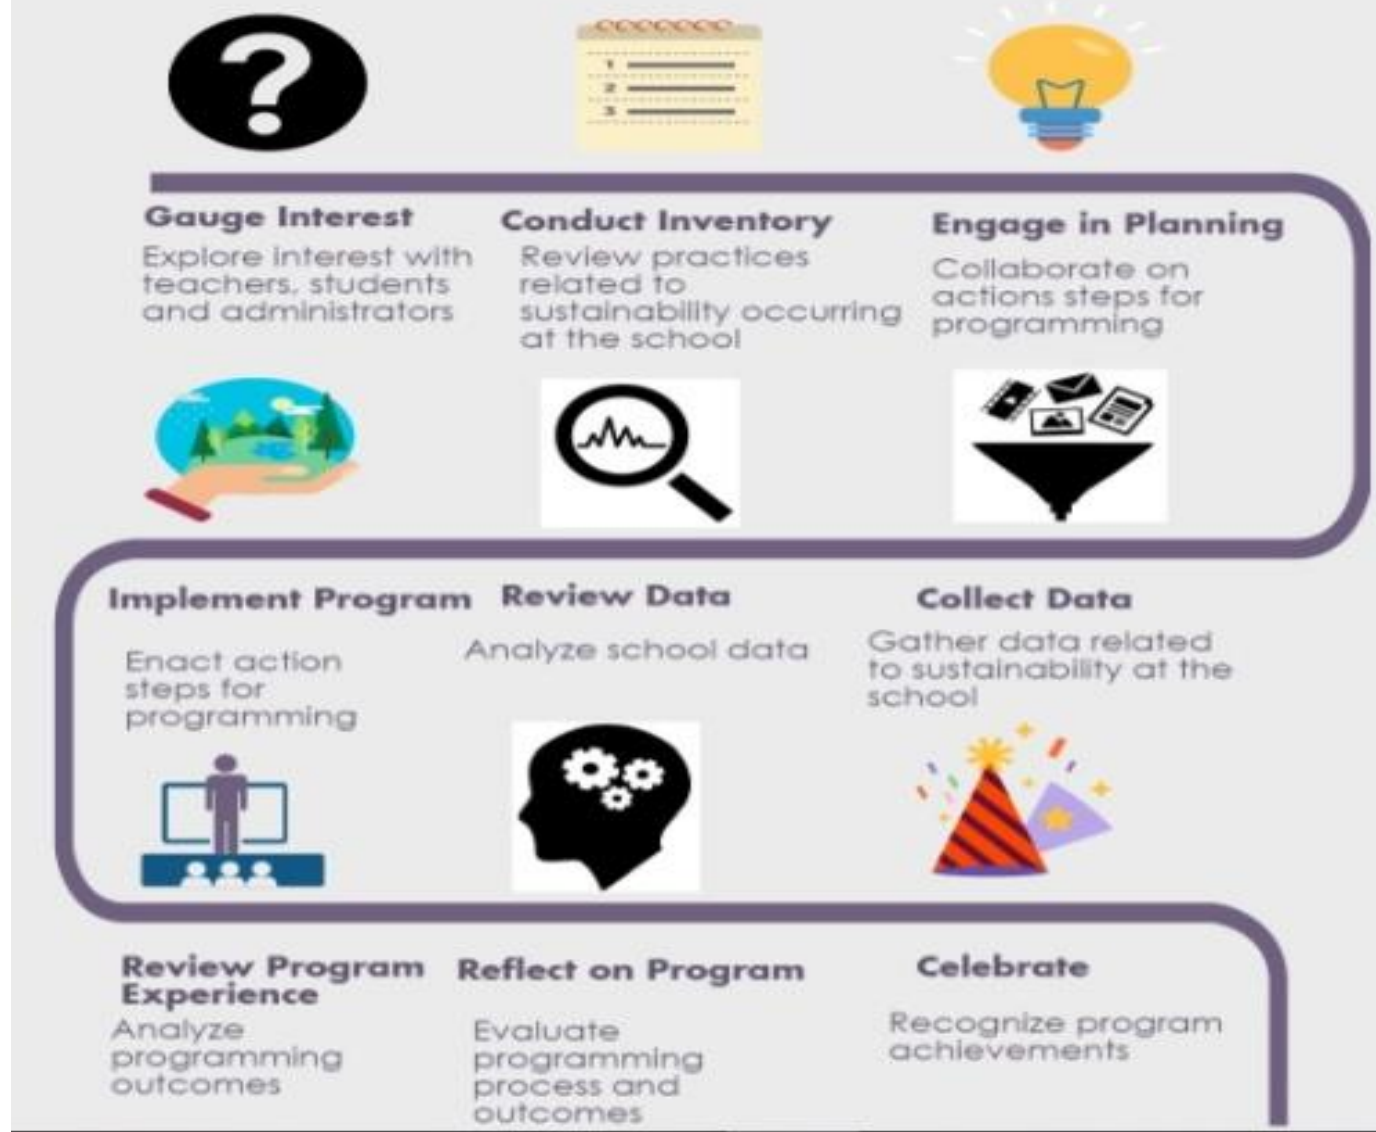 1
2
3
Gauge Interest
Explore interest with
teachers, students
and administrators
Conduct Inventory
Review practices
related to
sustainability occurring
at the school
Engage in Planning
Collaborate on
actions steps for
programming
Implement Program
Enact action
steps for
programming
Review Data
Analyze school data
Collect Data
Gather data related
to sustainability at the
school
Review Program
Experience
Analyze
programming
outcomes
Reflect on Program
Evaluate
programming
process and
outcomes
Celebrate
Recognize program
achievements